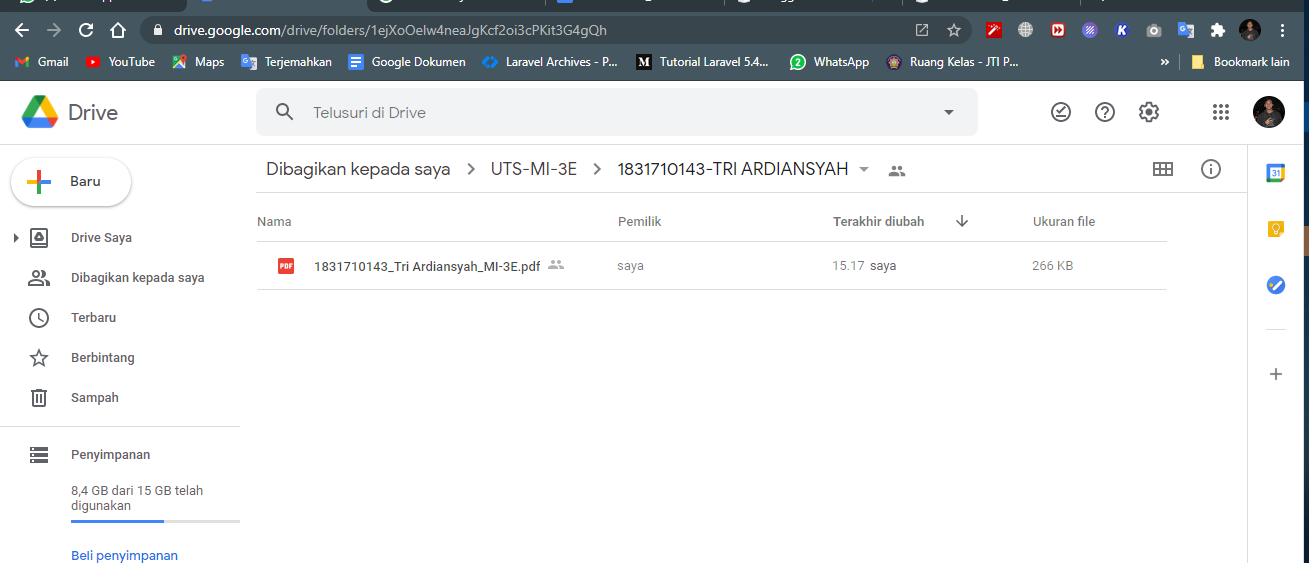 drive.google.com/drive/folders/1ejXoOelw4neaJgKcf2oi3cPKit3G4gQh
Gmail YouTube Maps Terjemahkan Google Dokumen Laravel Archives - P... Tutorial Laravel 5.4... WhatsApp Ruang Kelas - JTI P... » Bookmark lain
Drive
Telusuri di Drive
Baru
Dibagikan kepada saya > UTS-MI-3E > 1831710143-TRI ARDIANSYAH
Nama Pemilik Terakhir diubah Ukuran file
PDF 1831710143_Tri Ardiansyah_MI-3E.pdf saya 15.17 saya 266 KB
Drive Saya
Dibagikan kepada saya
Terbaru
Berbintang
Sampah
Penyimpanan
8,4 GB dari 15 GB telah
digunakan
Beli penyimpanan
31